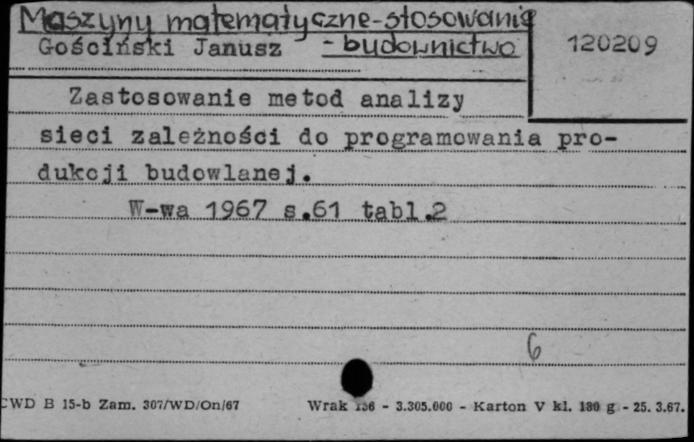 Maszyny matematyczne-stosowanie
Gościński Janusz - budownictwo 120209
Zastosowanie metod analizy
sieci zależności do programowania pro-
dukcji budowlanej.
W-wa 1967 s.61 tabl.2
6
CWD B 15-b Zam. 307/WD/On/67 Wrak 156 - 3.305.000 - Karton V kl. 180 g - 25. 3.67.